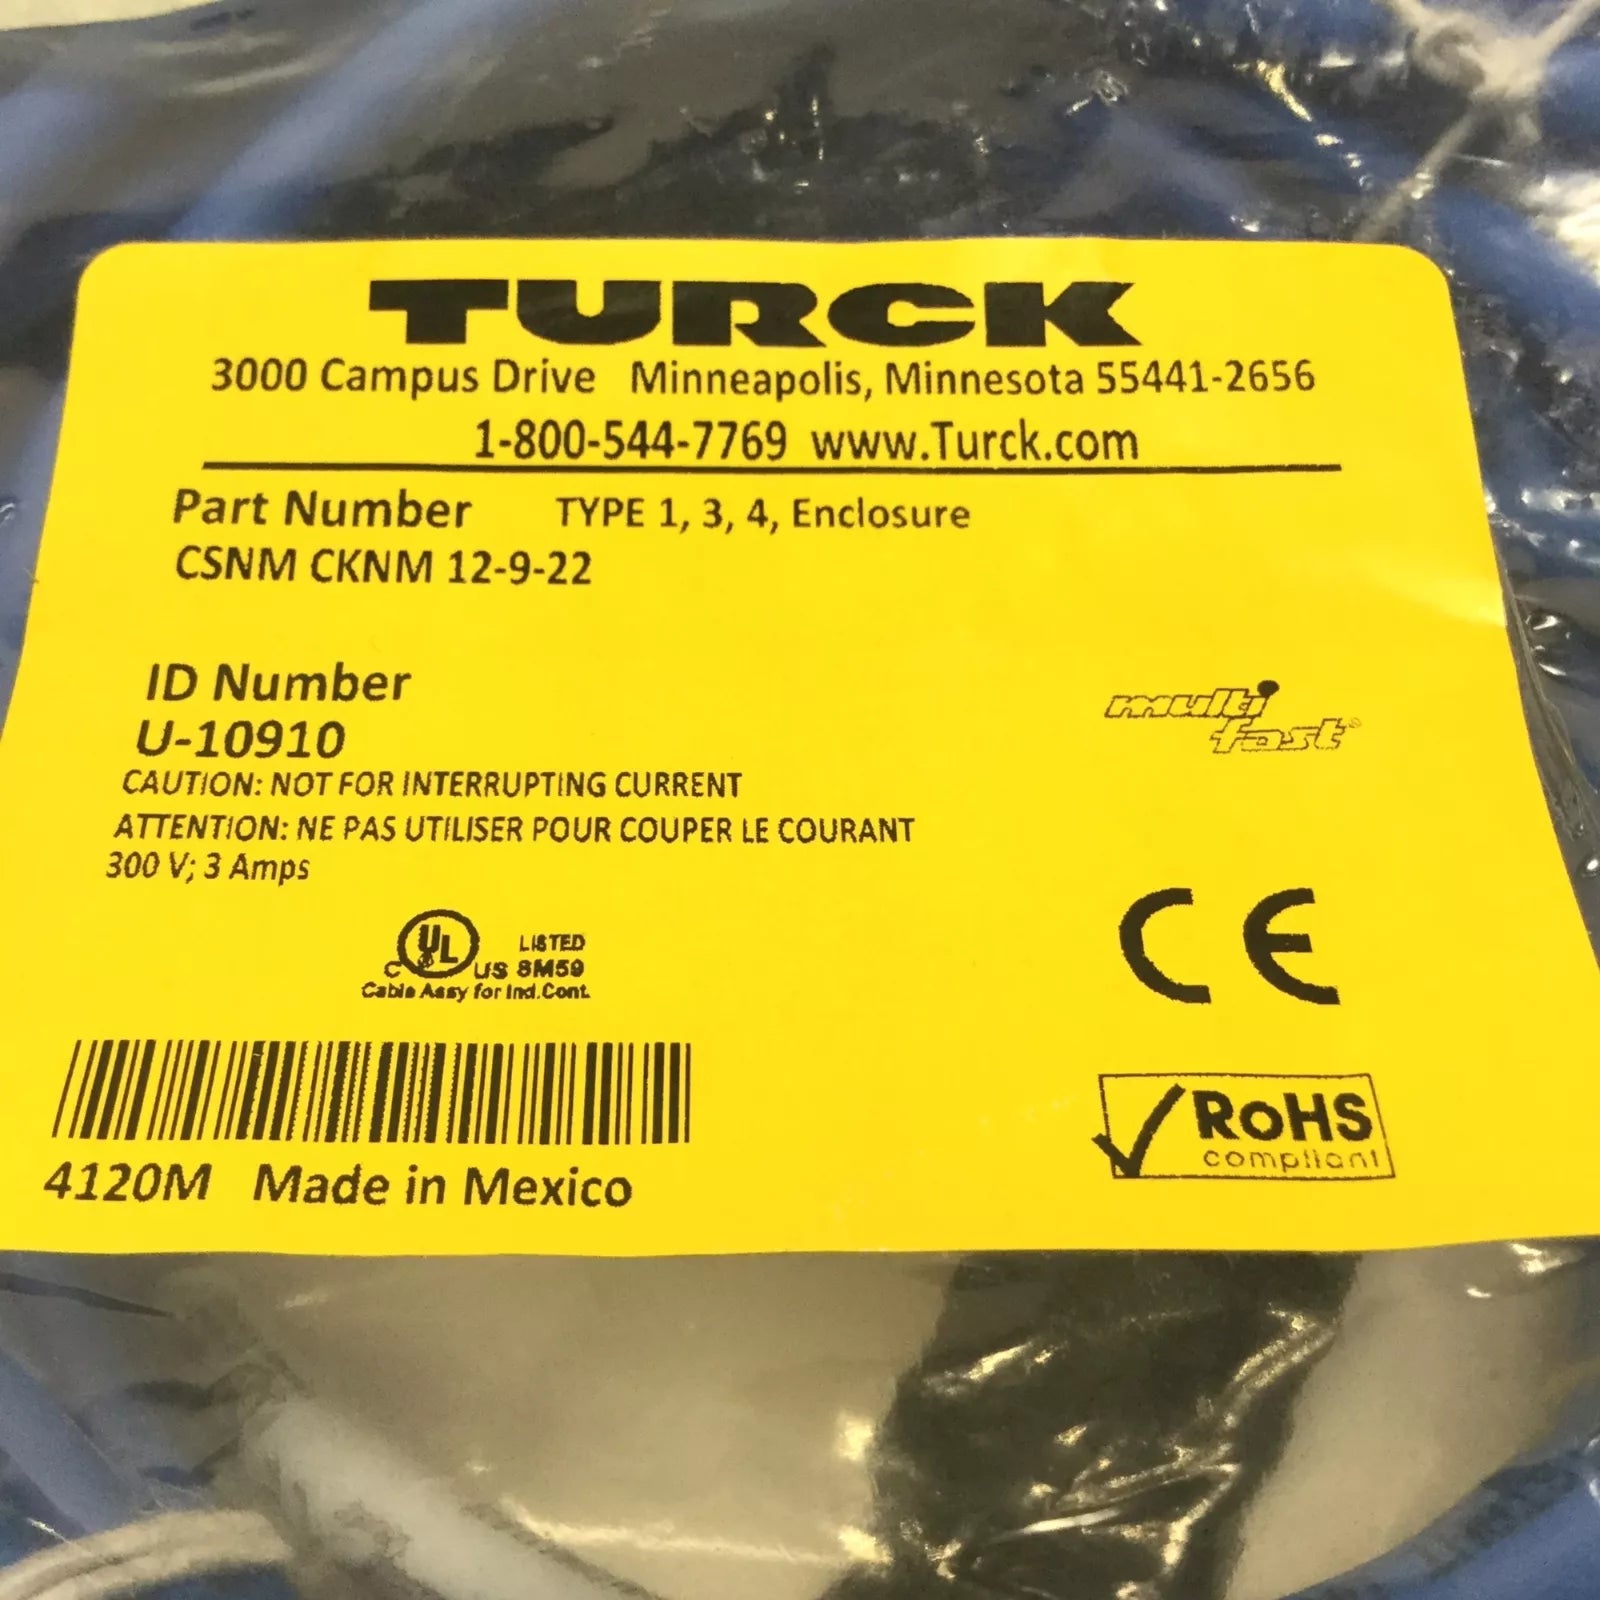 TURCK
3000 Campus Drive Minneapolis, Minnesota 55441-2656
1-800-544-7769 www.Turck.com
Part Number TYPE 1, 3, 4, Enclosure
CSNM CKNM 12-9-22
ID Number
U-10910
multi
fast®
CAUTION: NOT FOR INTERRUPTING CURRENT
ATTENTION: NE PAS UTILISER POUR COUPER LE COURANT
300 V; 3 Amps
C UL US LISTED
8M59
Cable Assy for Ind.Cont.
CE
RoHS
compliant
4120M Made in Mexico